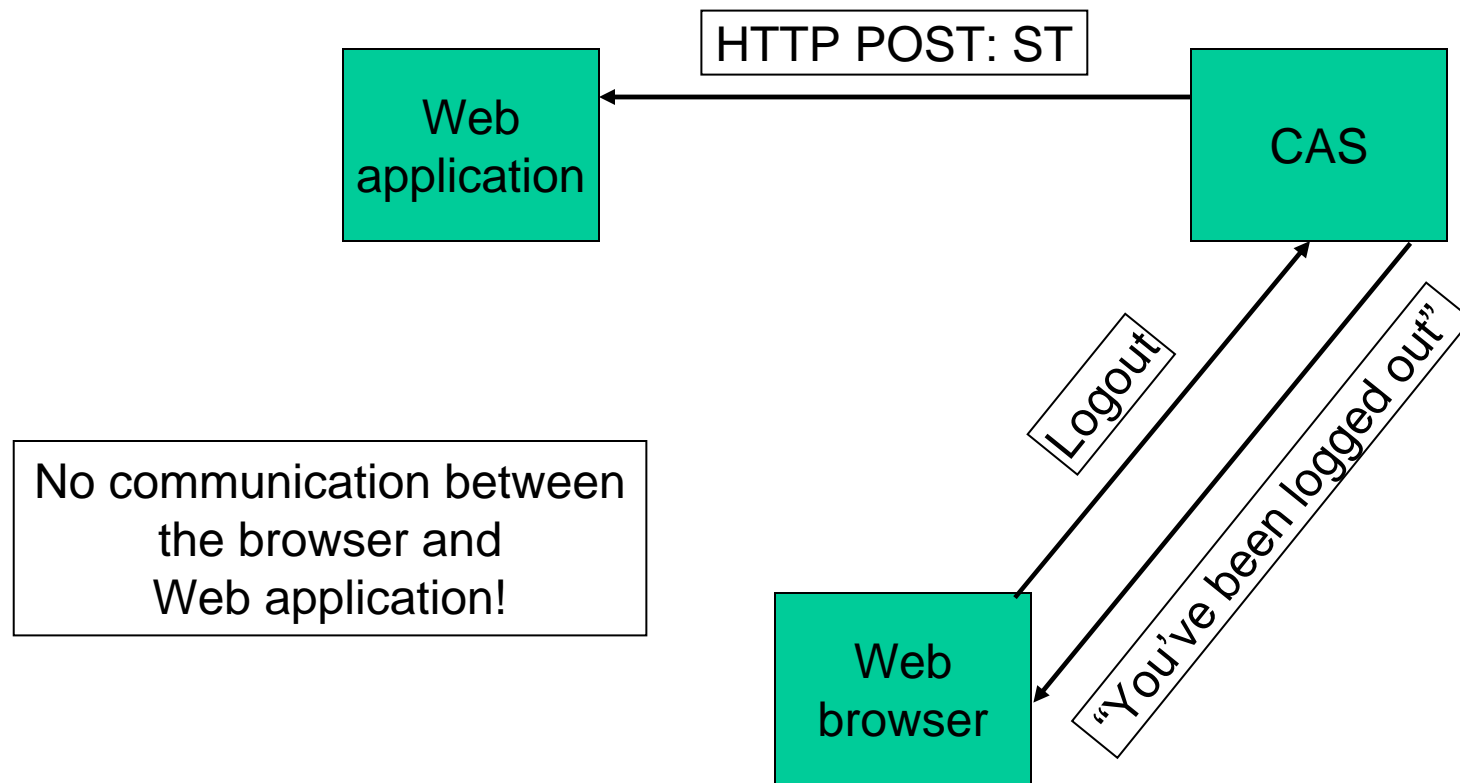 HTTP POST: ST
Web
application
CAS
Logout
“You’ve been logged out”
No communication between
the browser and
Web application!
Web
browser